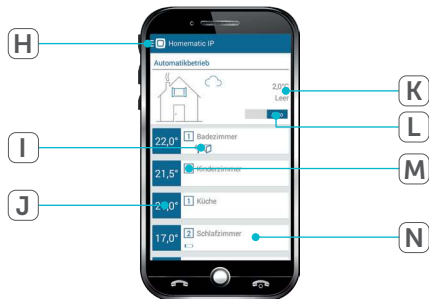 H
Homematic IP
Automatikbetrieb
2,0°C
Leer
K
L
I
22,0°
1 Badezimmer
21,5°
Kinderzimmer
M
J
1 Küche
17,0°
2 Schlafzimmer
N